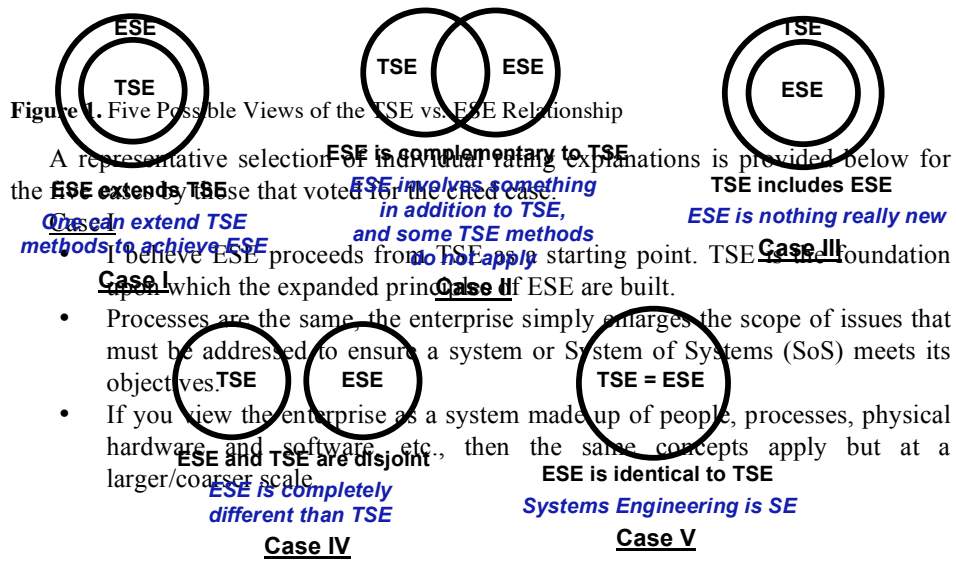 ESE
TSE
TSE
ESE
TSE
ESE
Figure 1. Five Possible Views of the TSE vs. ESE Relationship
ESE is complementary to TSE
A representative selection of individual rating explanations is provided below for
the five cases by those that voted for the cited case.
ESE extends TSE
One can extend TSE
methods to achieve ESE
Case I
ESE involves something
in addition to TSE,
and some TSE methods
do not apply
Case II
TSE includes ESE
ESE is nothing really new
Case III
Case I
• I believe ESE proceeds from TSE as a starting point. TSE is the foundation
upon which the expanded principles of ESE are built.
• Processes are the same, the enterprise simply enlarges the scope of issues that
must be addressed to ensure a system or System of Systems (SoS) meets its
objectives.
• If you view the enterprise as a system made up of people, processes, physical
hardware and software, etc., then the same concepts apply but at a
larger/coarser scale.
TSE
ESE
ESE and TSE are disjoint
ESE is completely
different than TSE
Case IV
TSE = ESE
ESE is identical to TSE
Systems Engineering is SE
Case V